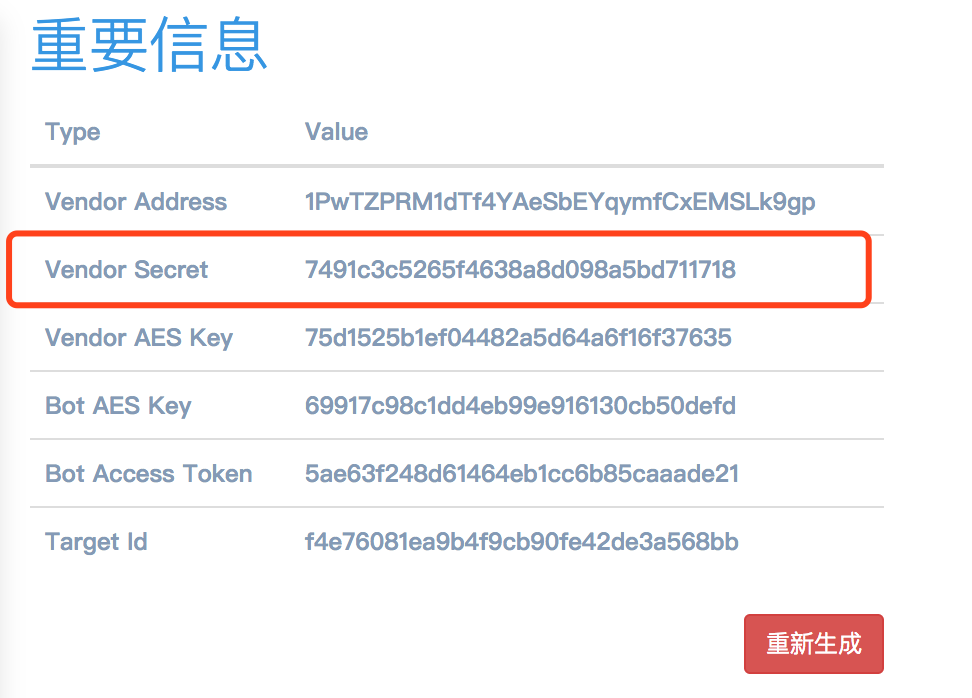 重要信息
Type Value
Vendor Address 1PwTZPRM1dTf4YAeSbEYqymfCxEMSLk9gp
Vendor Secret 7491c3c5265f4638a8d098a5bd711718
Vendor AES Key 75d1525b1ef04482a5d64a6f16f37635
Bot AES Key 69917c98c1dd4eb99e916130cb50defd
Bot Access Token 5ae63f248d61464eb1cc6b85caaade21
Target Id f4e76081ea9b4f9cb90fe42de3a568bb
重新生成